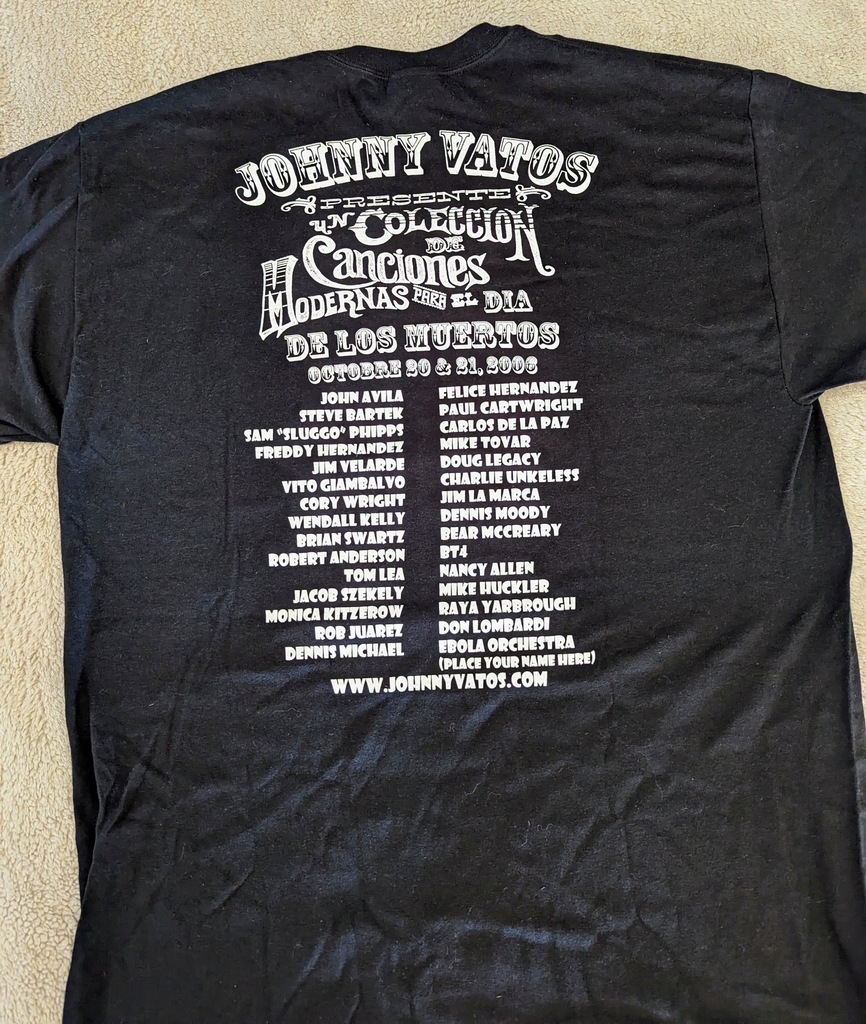 JOHNNY VATOS
PRESENTE
UN COLECCION
DE
Canciones
MODERNAS PARA EL DIA
DE LOS MUERTOS
OCTOBRE 20 & 21, 2006
JOHN AVILA
STEVE BARTEK
SAM "SLUGGO" PHIPPS
FREDDY HERNANDEZ
JIM VELARDE
VITO GIAMBALVO
CORY WRIGHT
WENDALL KELLY
BRIAN SWARTZ
ROBERT ANDERSON
TOM LEA
JACOB SZEKELY
MONICA KITZEROW
ROB JUAREZ
DENNIS MICHAEL
FELICE HERNANDEZ
PAUL CARTWRIGHT
CARLOS DE LA PAZ
MIKE TOVAR
DOUG LEGACY
CHARLIE UNKELESS
JIM LA MARCA
DENNIS MOODY
BEAR MCCREARY
BT4
NANCY ALLEN
MIKE HUCKLER
RAYA YARBROUGH
DON LOMBARDI
EBOLA ORCHESTRA
(PLACE YOUR NAME HERE)
WWW.JOHNNYVATOS.COM